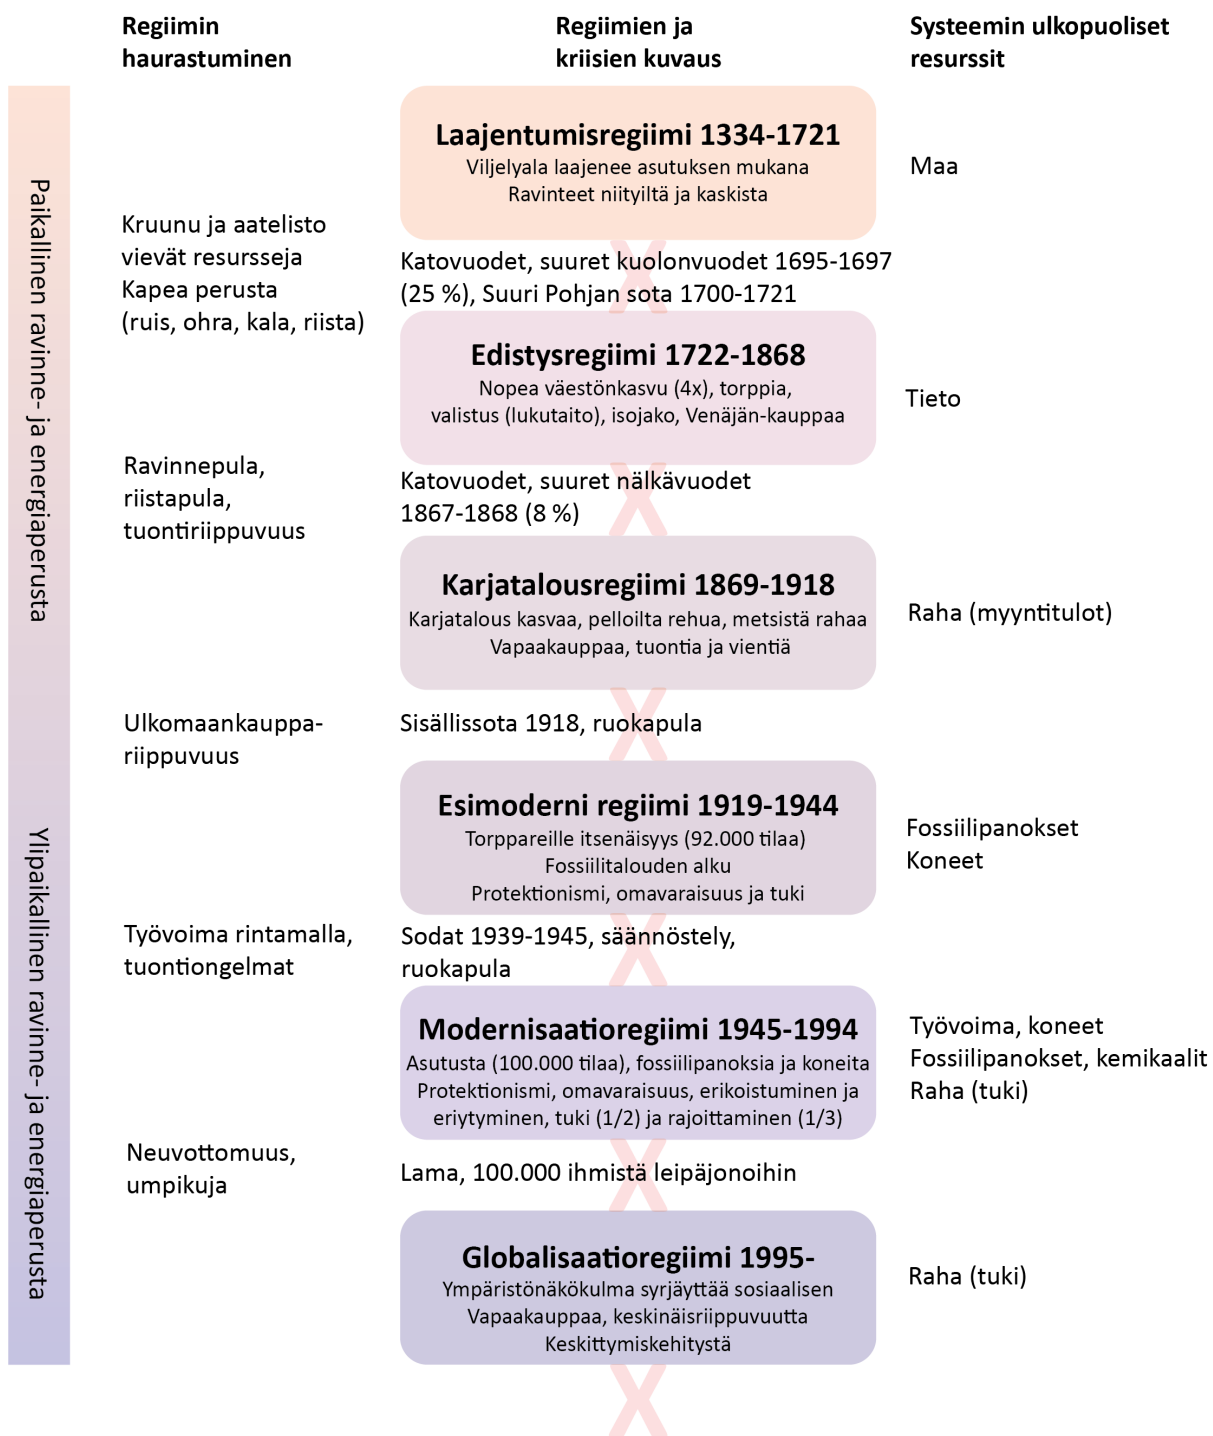 Regiimin
haurastuminen
Regiimien ja
kriisien kuvaus
Systeemin ulkopuoliset
resurssit
Paikallinen ravinne- ja energiaperusta
Laajentumisregiimi 1334-1721
Viljelyala laajenee asutuksen mukana
Ravinteet niityiltä ja kaskista
Maa
Kruunu ja aatelisto
vievät resursseja
Kapea perusta
(ruis, ohra, kala, riista)
X
Katovuodet, suuret kuolonvuodet 1695-1697
(25 %), Suuri Pohjan sota 1700-1721
Edistysregiimi 1722-1868
Nopea väestönkasvu (4x), torppia,
valistus (lukutaito), isojako, Venäjän-kauppaa
Tieto
Ravinnepula,
riistapula,
tuontiriippuvuus
X
Katovuodet, suuret nälkävuodet
1867-1868 (8 %)
Karjatalousregiimi 1869-1918
Karjatalous kasvaa, pelloilta rehua, metsistä rahaa
Vapaakauppaa, tuontia ja vientiä
Raha (myyntitulot)
Ulkomaankauppa-
riippuvuus
X
Sisällissota 1918, ruokapula
Ylipaikallinen ravinne- ja energiaperusta
Esimoderni regiimi 1919-1944
Torppareille itsenäisyys (92.000 tilaa)
Fossiilitalouden alku
Protektionismi, omavaraisuus ja tuki
Fossiilipanokset
Koneet
Työvoima rintamalla,
tuontiongelmat
X
Sodat 1939-1945, säännöstely,
ruokapula
Modernisaatioregiimi 1945-1994
Asutusta (100.000 tilaa), fossiilipanoksia ja koneita
Protektionismi, omavaraisuus, erikoistuminen ja
eriytyminen, tuki (1/2) ja rajoittaminen (1/3)
Työvoima, koneet
Fossiilipanokset, kemikaalit
Raha (tuki)
Neuvottomuus,
umpikuja
X
Lama, 100.000 ihmistä leipäjonoihin
Globalisaatioregiimi 1995-
Ympäristönäkökulma syrjäyttää sosiaalisen
Vapaakauppaa, keskinäisriippuvuutta
Keskittymiskehitystä
Raha (tuki)
X